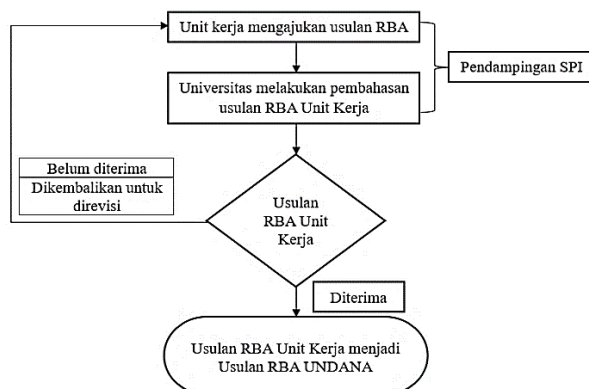 Unit kerja mengajukan usulan RBA
Pendampingan SPI
Universitas melakukan pembahasan
usulan RBA Unit Kerja
Belum diterima
Dikembalikan untuk
direvisi
Usulan
RBA Unit
Kerja
Diterima
Usulan RBA Unit Kerja menjadi
Usulan RBA UNDANA